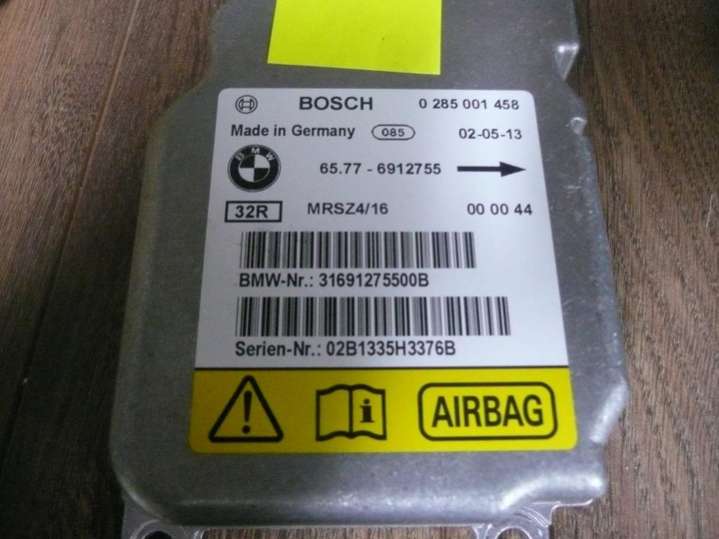 BOSCH 0 285 001 458
Made in Germany 085 02-05-13
BMW 65.77 - 6912755
32R MRSZ4/16 00 00 44
BMW-Nr.: 31691275500B
Serien-Nr.: 02B1335H3376B
AIRBAG